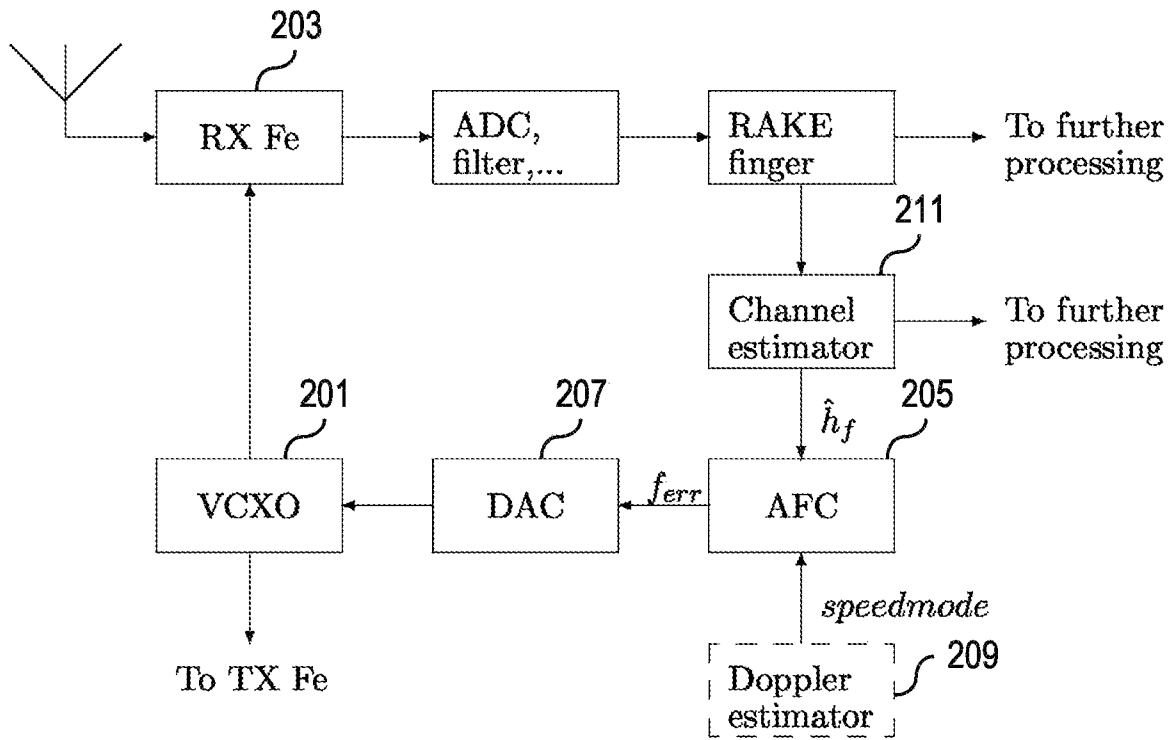 203
RX Fe
ADC,
filter,...
RAKE
finger
To further
processing
211
Channel
estimator
To further
processing
201
207
ĥ_f
205
VCXO
DAC
f_err
AFC
speedmode
To TX Fe
209
Doppler
estimator